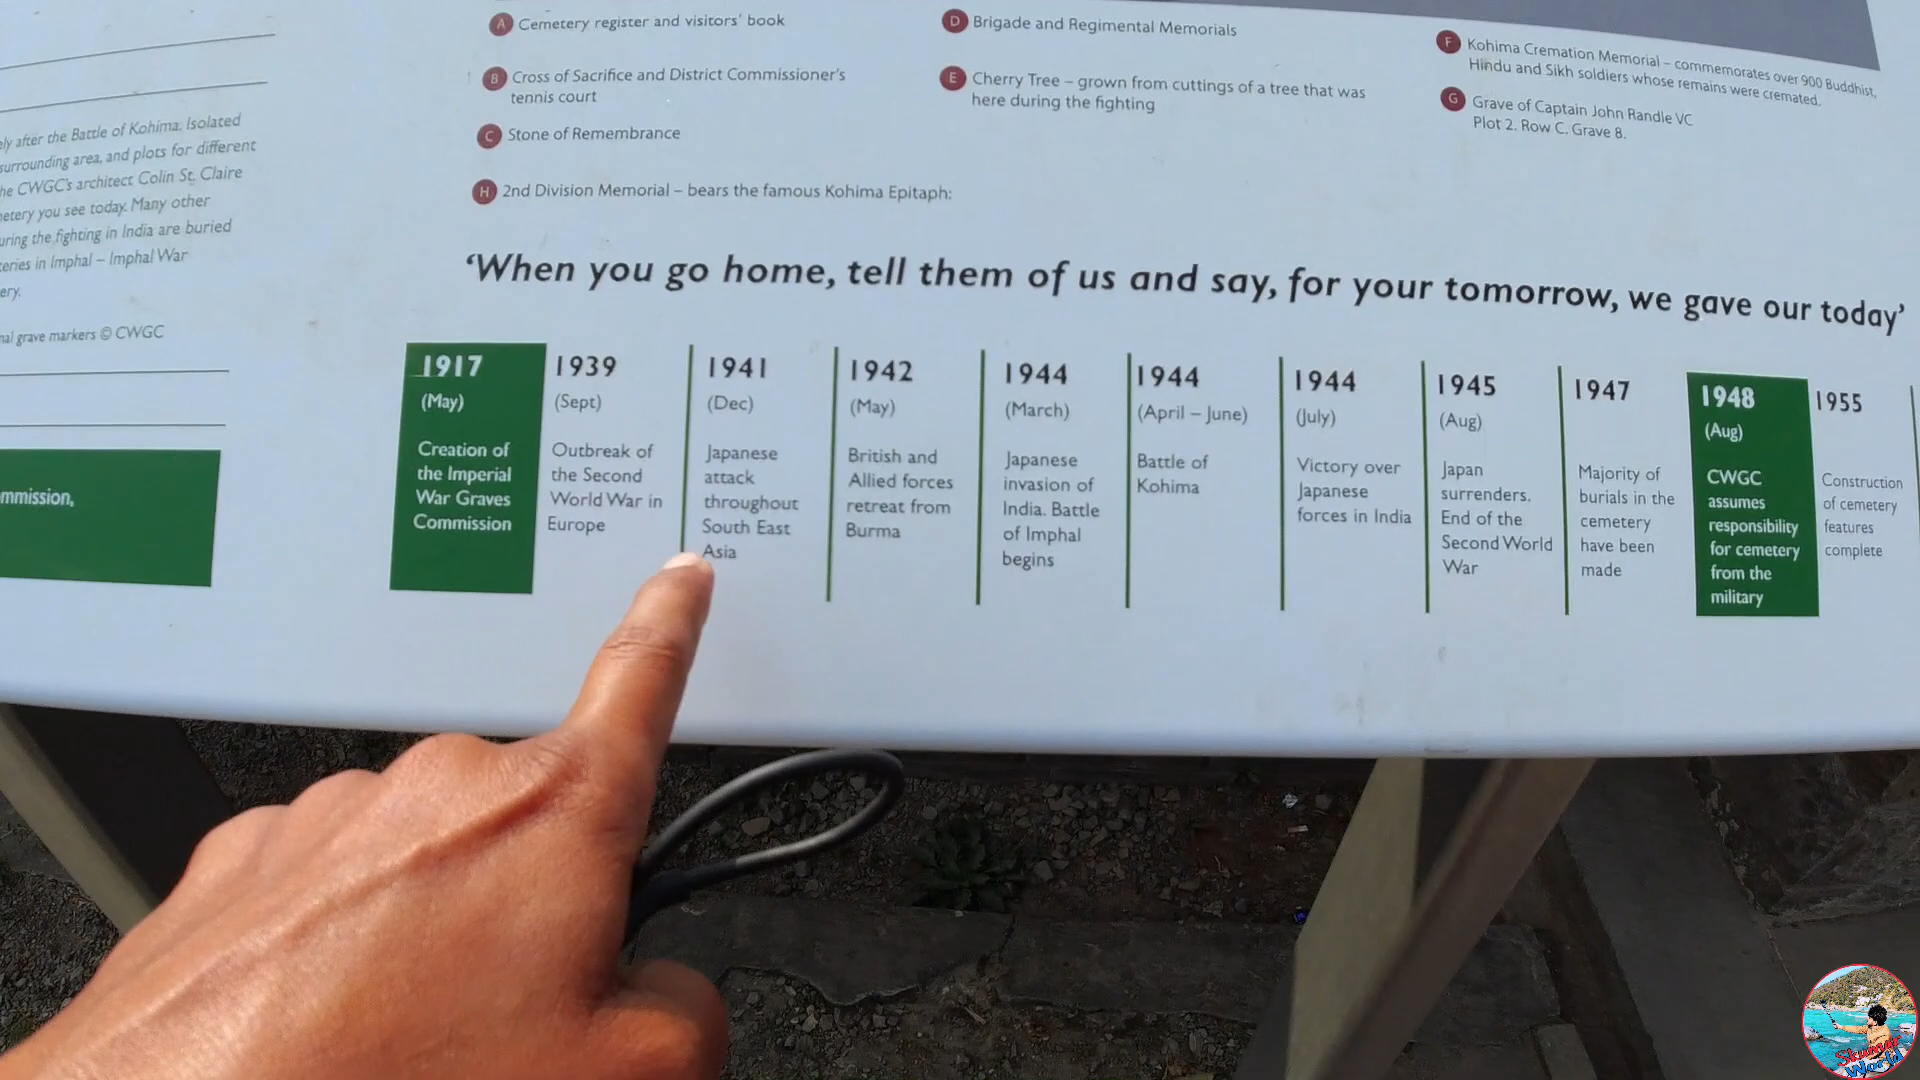 A Cemetery register and visitors' book
B Cross of Sacrifice and District Commissioner's
tennis court
C Stone of Remembrance
D Brigade and Regimental Memorials
E Cherry Tree – grown from cuttings of a tree that was
here during the fighting
F Kohima Cremation Memorial – commemorates over 900 Buddhist,
Hindu and Sikh soldiers whose remains were cremated.
G Grave of Captain John Randle VC
Plot 2. Row C. Grave 8.
H 2nd Division Memorial – bears the famous Kohima Epitaph:
'When you go home, tell them of us and say, for your tomorrow, we gave our today'
after the Battle of Kohima. Isolated
surrounding area, and plots for different
CWGC's architect Colin St. Claire
you see today. Many other
during the fighting in India are buried
in Imphal – Imphal War
grave markers © CWGC
1917
(May)
Creation of
the Imperial
War Graves
Commission
1939
(Sept)
Outbreak of
the Second
World War in
Europe
1941
(Dec)
Japanese
attack
throughout
South East
Asia
1942
(May)
British and
Allied forces
retreat from
Burma
1944
(March)
Japanese
invasion of
India. Battle
of Imphal
begins
1944
(April – June)
Battle of
Kohima
1944
(July)
Victory over
Japanese
forces in India
1945
(Aug)
Japan
surrenders.
End of the
Second World
War
1947
Majority of
burials in the
cemetery
have been
made
1948
(Aug)
CWGC
assumes
responsibility
for cemetery
from the
military
1955
Construction
of cemetery
features
complete
Skumar
World